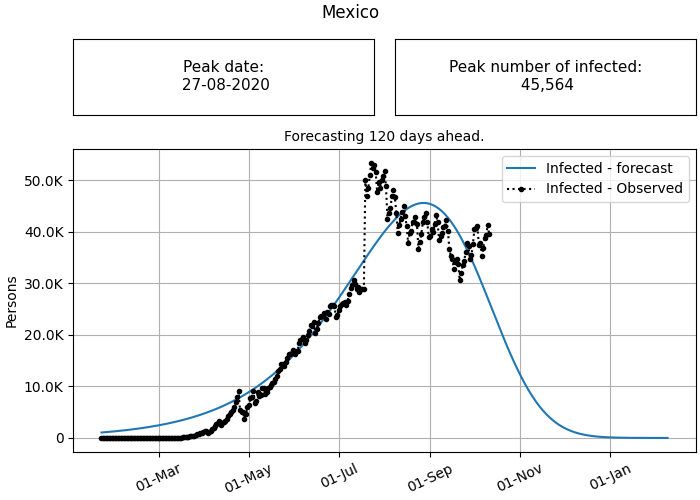 Mexico
Peak date:
27-08-2020
Peak number of infected:
45,564
Forecasting 120 days ahead.
Infected - forecast
Infected - Observed
50.0K
40.0K
30.0K
20.0K
10.0K
0
Persons
01-Mar
01-May
01-Jul
01-Sep
01-Nov
01-Jan